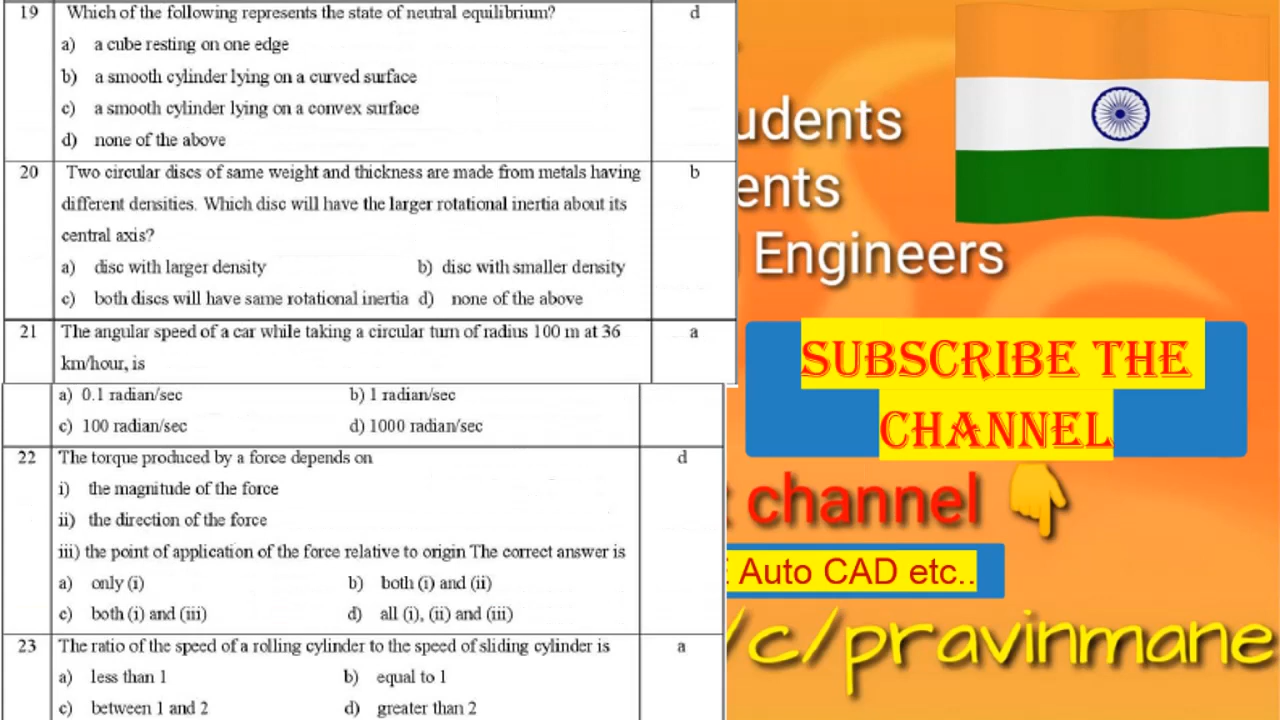 19 Which of the following represents the state of neutral equilibrium? d
a) a cube resting on one edge
b) a smooth cylinder lying on a curved surface
c) a smooth cylinder lying on a convex surface
d) none of the above
20 Two circular discs of same weight and thickness are made from metals having b
different densities. Which disc will have the larger rotational inertia about its
central axis?
a) disc with larger density b) disc with smaller density
c) both discs will have same rotational inertia d) none of the above
21 The angular speed of a car while taking a circular turn of radius 100 m at 36 a
km/hour, is
a) 0.1 radian/sec b) 1 radian/sec
c) 100 radian/sec d) 1000 radian/sec
22 The torque produced by a force depends on d
i) the magnitude of the force
ii) the direction of the force
iii) the point of application of the force relative to origin The correct answer is
a) only (i) b) both (i) and (ii)
c) both (i) and (iii) d) all (i), (ii) and (iii)
23 The ratio of the speed of a rolling cylinder to the speed of sliding cylinder is a
a) less than 1 b) equal to 1
c) between 1 and 2 d) greater than 2
udents
ents
Engineers
SUBSCRIBE THE
CHANNEL
channel
Auto CAD etc..
/c/pravinmane